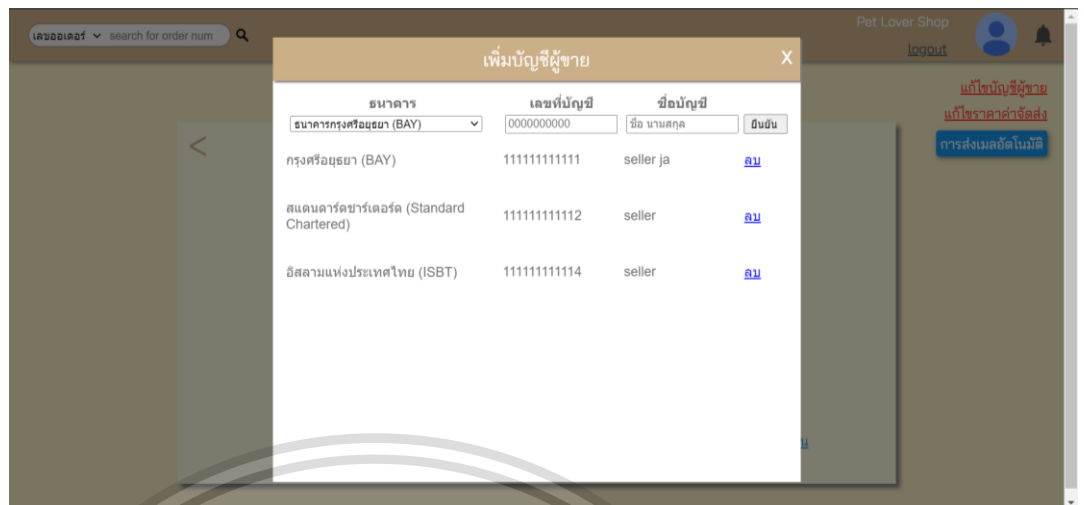 Pet Lover Shop
เลขออเดอร์ search for order num
logout
เพิ่มบัญชีผู้ขาย X
แก้ไขบัญชีผู้ขาย
แก้ไขราคาค่าจัดส่ง
การส่งเมลอัตโนมัติ
ธนาคาร เลขที่บัญชี ชื่อบัญชี
ธนาคารกรุงศรีอยุธยา (BAY) 0000000000 ชื่อ นามสกุล ยืนยัน
<
กรุงศรีอยุธยา (BAY) 111111111111 seller ja ลบ
สแตนดาร์ดชาร์เตอร์ด (Standard
Chartered) 111111111112 seller ลบ
อิสลามแห่งประเทศไทย (ISBT) 111111111114 seller ลบ